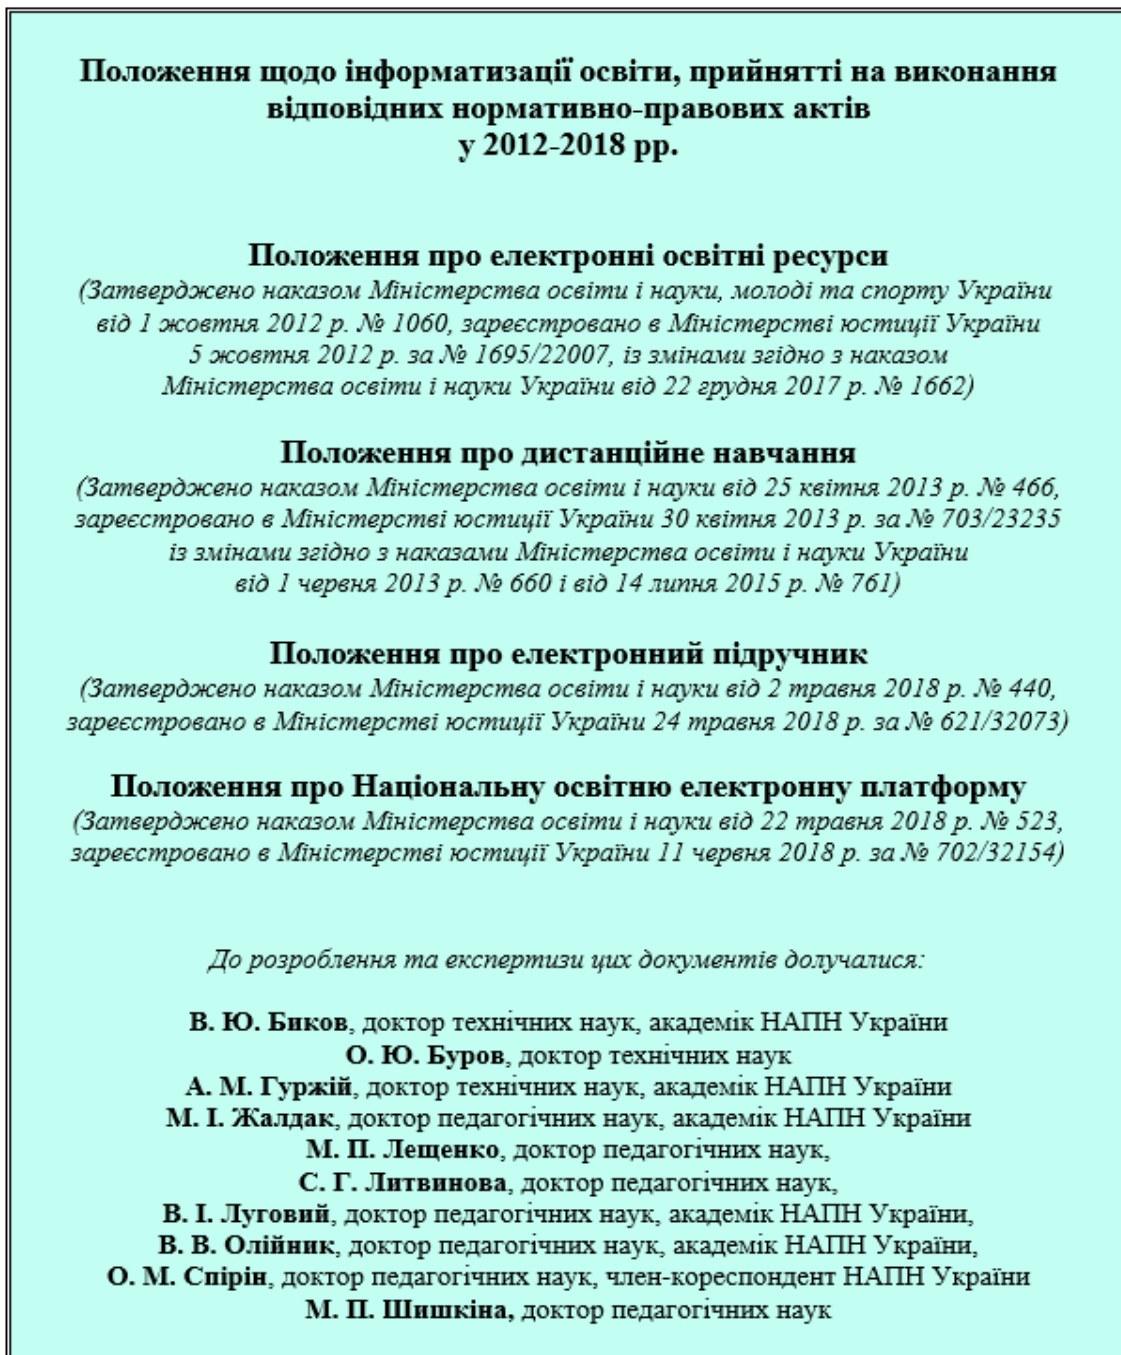 Положення щодо інформатизації освіти, прийнятті на виконання
відповідних нормативно-правових актів
у 2012-2018 рр.
Положення про електронні освітні ресурси
(Затверджено наказом Міністерства освіти і науки, молоді та спорту України
від 1 жовтня 2012 р. № 1060, зареєстровано в Міністерстві юстиції України
5 жовтня 2012 р. за № 1695/22007, із змінами згідно з наказом
Міністерства освіти і науки України від 22 грудня 2017 р. № 1662)
Положення про дистанційне навчання
(Затверджено наказом Міністерства освіти і науки від 25 квітня 2013 р. № 466,
зареєстровано в Міністерстві юстиції України 30 квітня 2013 р. за № 703/23235
із змінами згідно з наказами Міністерства освіти і науки України
від 1 червня 2013 р. № 660 і від 14 липня 2015 р. № 761)
Положення про електронний підручник
(Затверджено наказом Міністерства освіти і науки від 2 травня 2018 р. № 440,
зареєстровано в Міністерстві юстиції України 24 травня 2018 р. за № 621/32073)
Положення про Національну освітню електронну платформу
(Затверджено наказом Міністерства освіти і науки від 22 травня 2018 р. № 523,
зареєстровано в Міністерстві юстиції України 11 червня 2018 р. за № 702/32154)
До розроблення та експертизи цих документів долучалися:
В. Ю. Биков, доктор технічних наук, академік НАПН України
О. Ю. Буров, доктор технічних наук
А. М. Гуржій, доктор технічних наук, академік НАПН України
М. І. Жалдак, доктор педагогічних наук, академік НАПН України
М. П. Лещенко, доктор педагогічних наук,
С. Г. Литвинова, доктор педагогічних наук,
В. І. Луговий, доктор педагогічних наук, академік НАПН України,
В. В. Олійник, доктор педагогічних наук, академік НАПН України,
О. М. Спірін, доктор педагогічних наук, член-кореспондент НАПН України
М. П. Шишкіна, доктор педагогічних наук